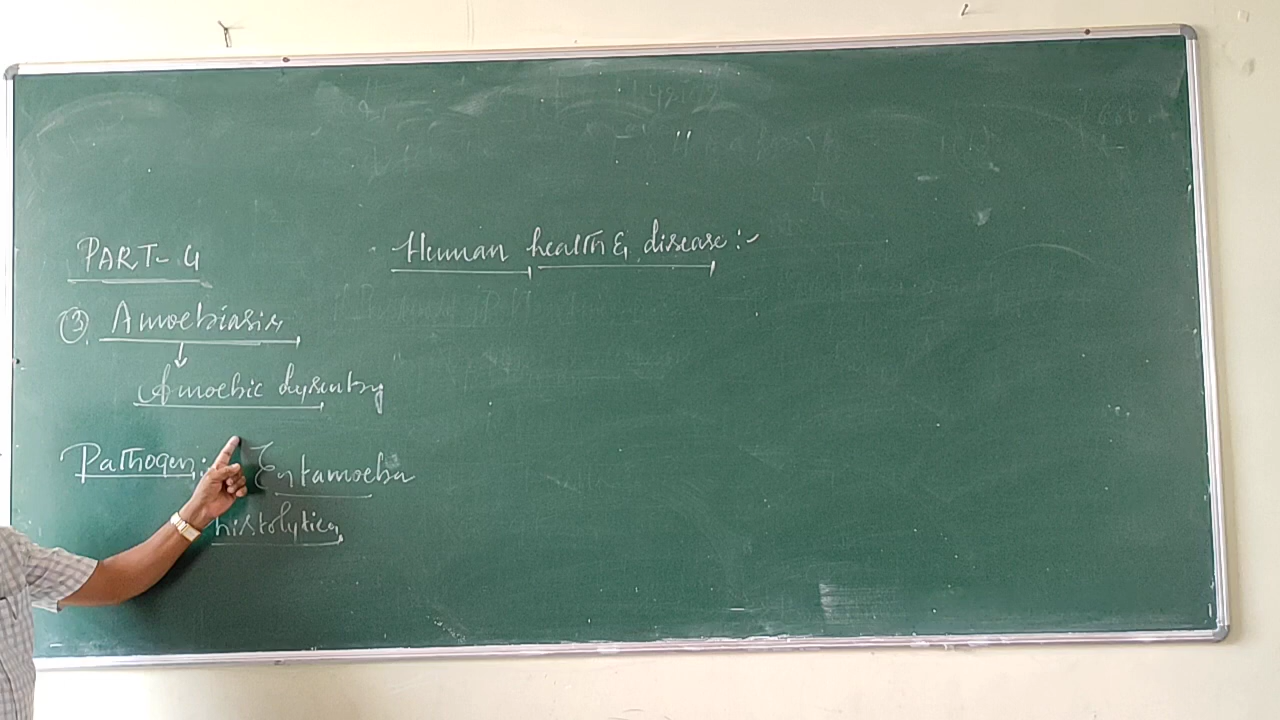 PART-4
Human health & disease :-
③. Amoebiasis
↓
Amoebic dysentry
Pathogen: Entamoeba
histolytica